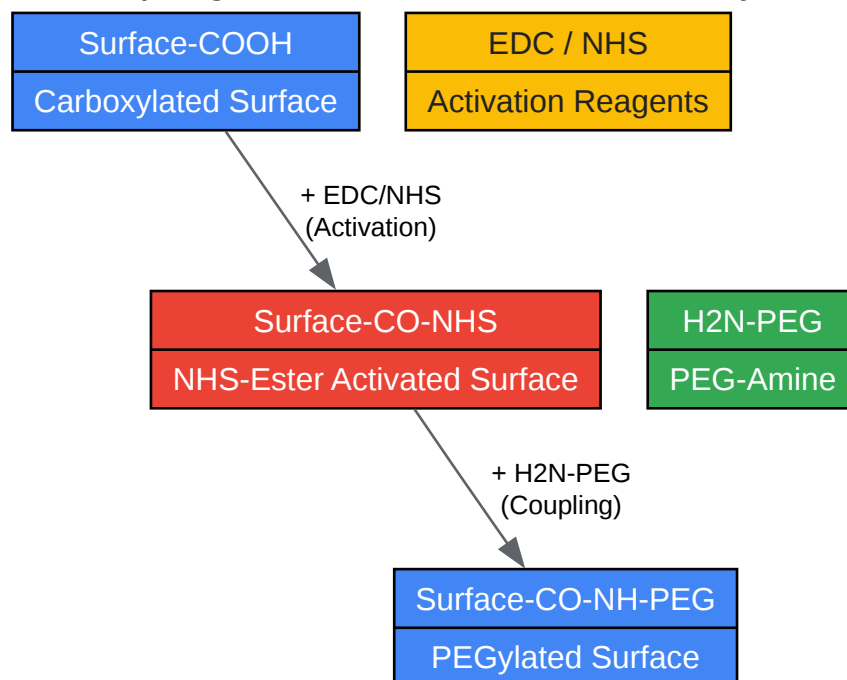 Surface-COOH
Carboxylated Surface
EDC / NHS
Activation Reagents
+ EDC/NHS
(Activation)
Surface-CO-NHS
NHS-Ester Activated Surface
H2N-PEG
PEG-Amine
+ H2N-PEG
(Coupling)
Surface-CO-NH-PEG
PEGylated Surface